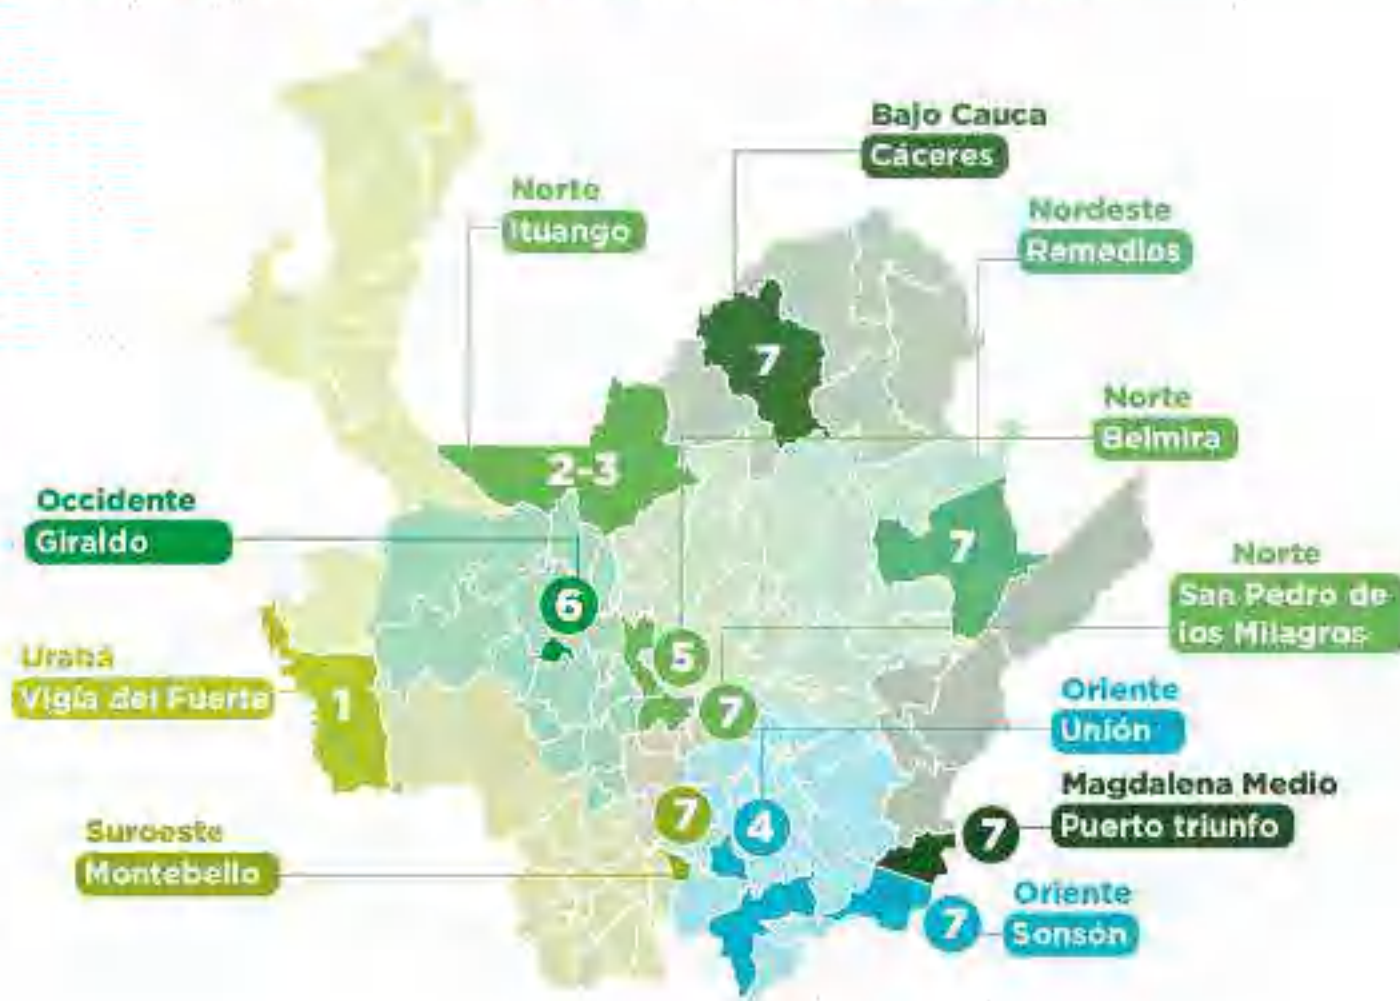 Bajo Cauca
Cáceres
Norte
Ituango
Nordeste
Remedios
7
Norte
Belmira
2-3
Occidente
Giraldo
7
Norte
San Pedro de
los Milagros
6
Uraba
Vigía del Fuerte
1
5
7
Oriente
Unión
Magdalena Medio
Puerto triunfo
7
4
7
Suroeste
Montebello
Oriente
Sonsón
7